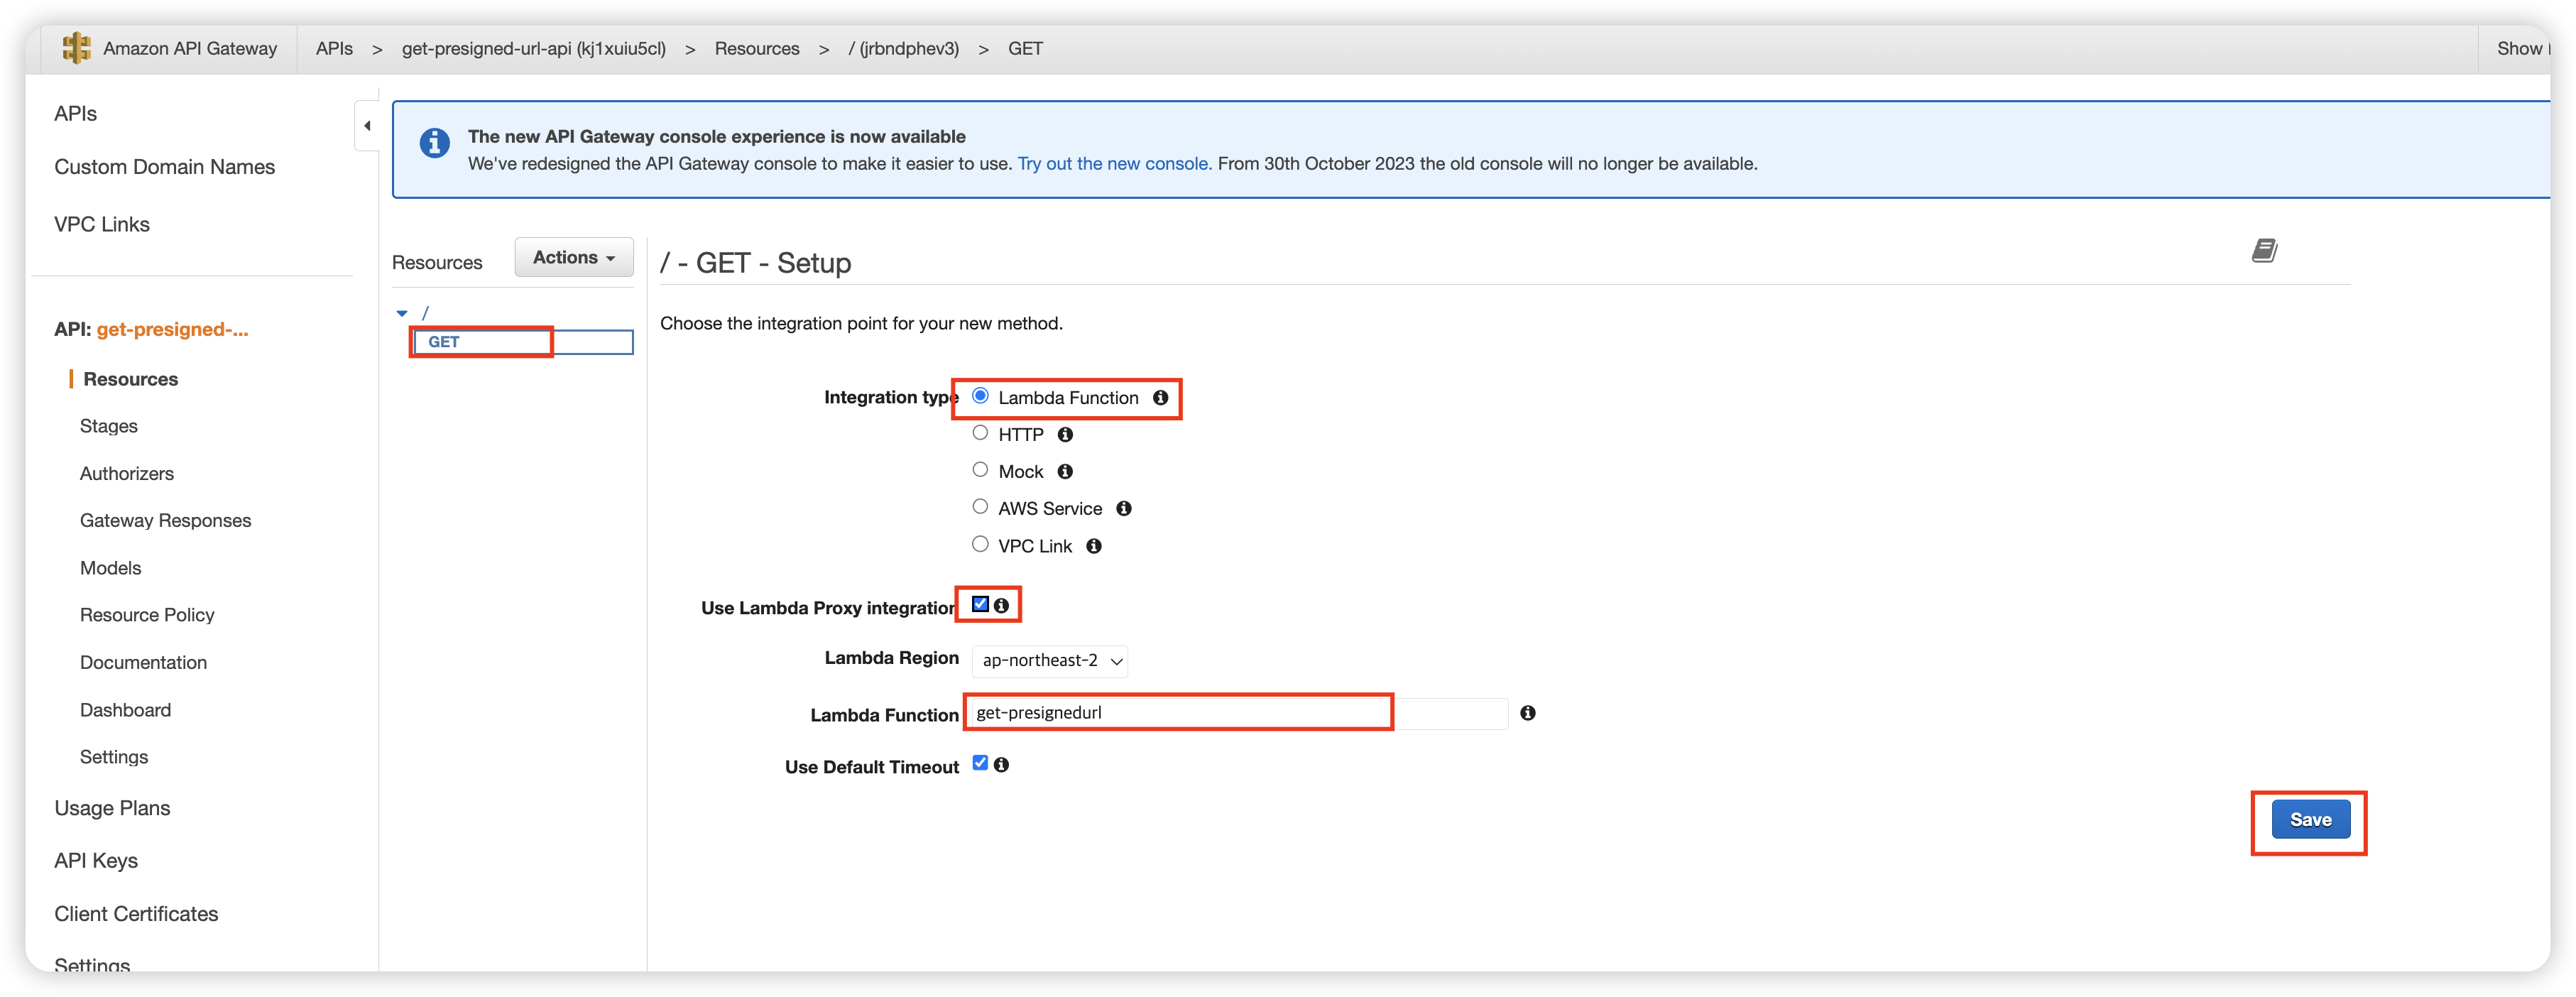 Amazon API Gateway
APIs > get-presigned-url-api (kj1xuiu5cl) > Resources > / (jrbndphev3) > GET
Show
APIs
Custom Domain Names
VPC Links
API: get-presigned-...
Resources
Stages
Authorizers
Gateway Responses
Models
Resource Policy
Documentation
Dashboard
Settings
Usage Plans
API Keys
Client Certificates
Settings
The new API Gateway console experience is now available
We've redesigned the API Gateway console to make it easier to use. Try out the new console. From 30th October 2023 the old console will no longer be available.
Resources
Actions
/
GET
/ - GET - Setup
Choose the integration point for your new method.
Integration type
Lambda Function
HTTP
Mock
AWS Service
VPC Link
Use Lambda Proxy integration
Lambda Region ap-northeast-2
Lambda Function get-presignedurl
Use Default Timeout
Save